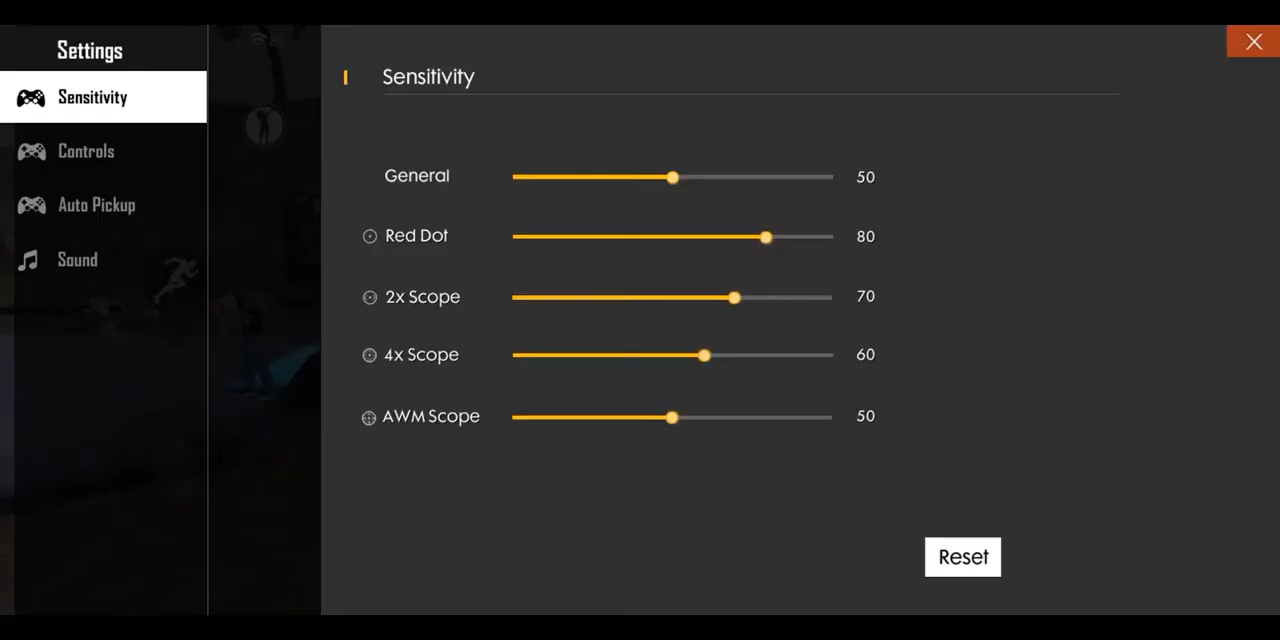 Settings
Sensitivity
Controls
Auto Pickup
Sound
Sensitivity
General 50
Red Dot 80
2x Scope 70
4x Scope 60
AWM Scope 50
Reset